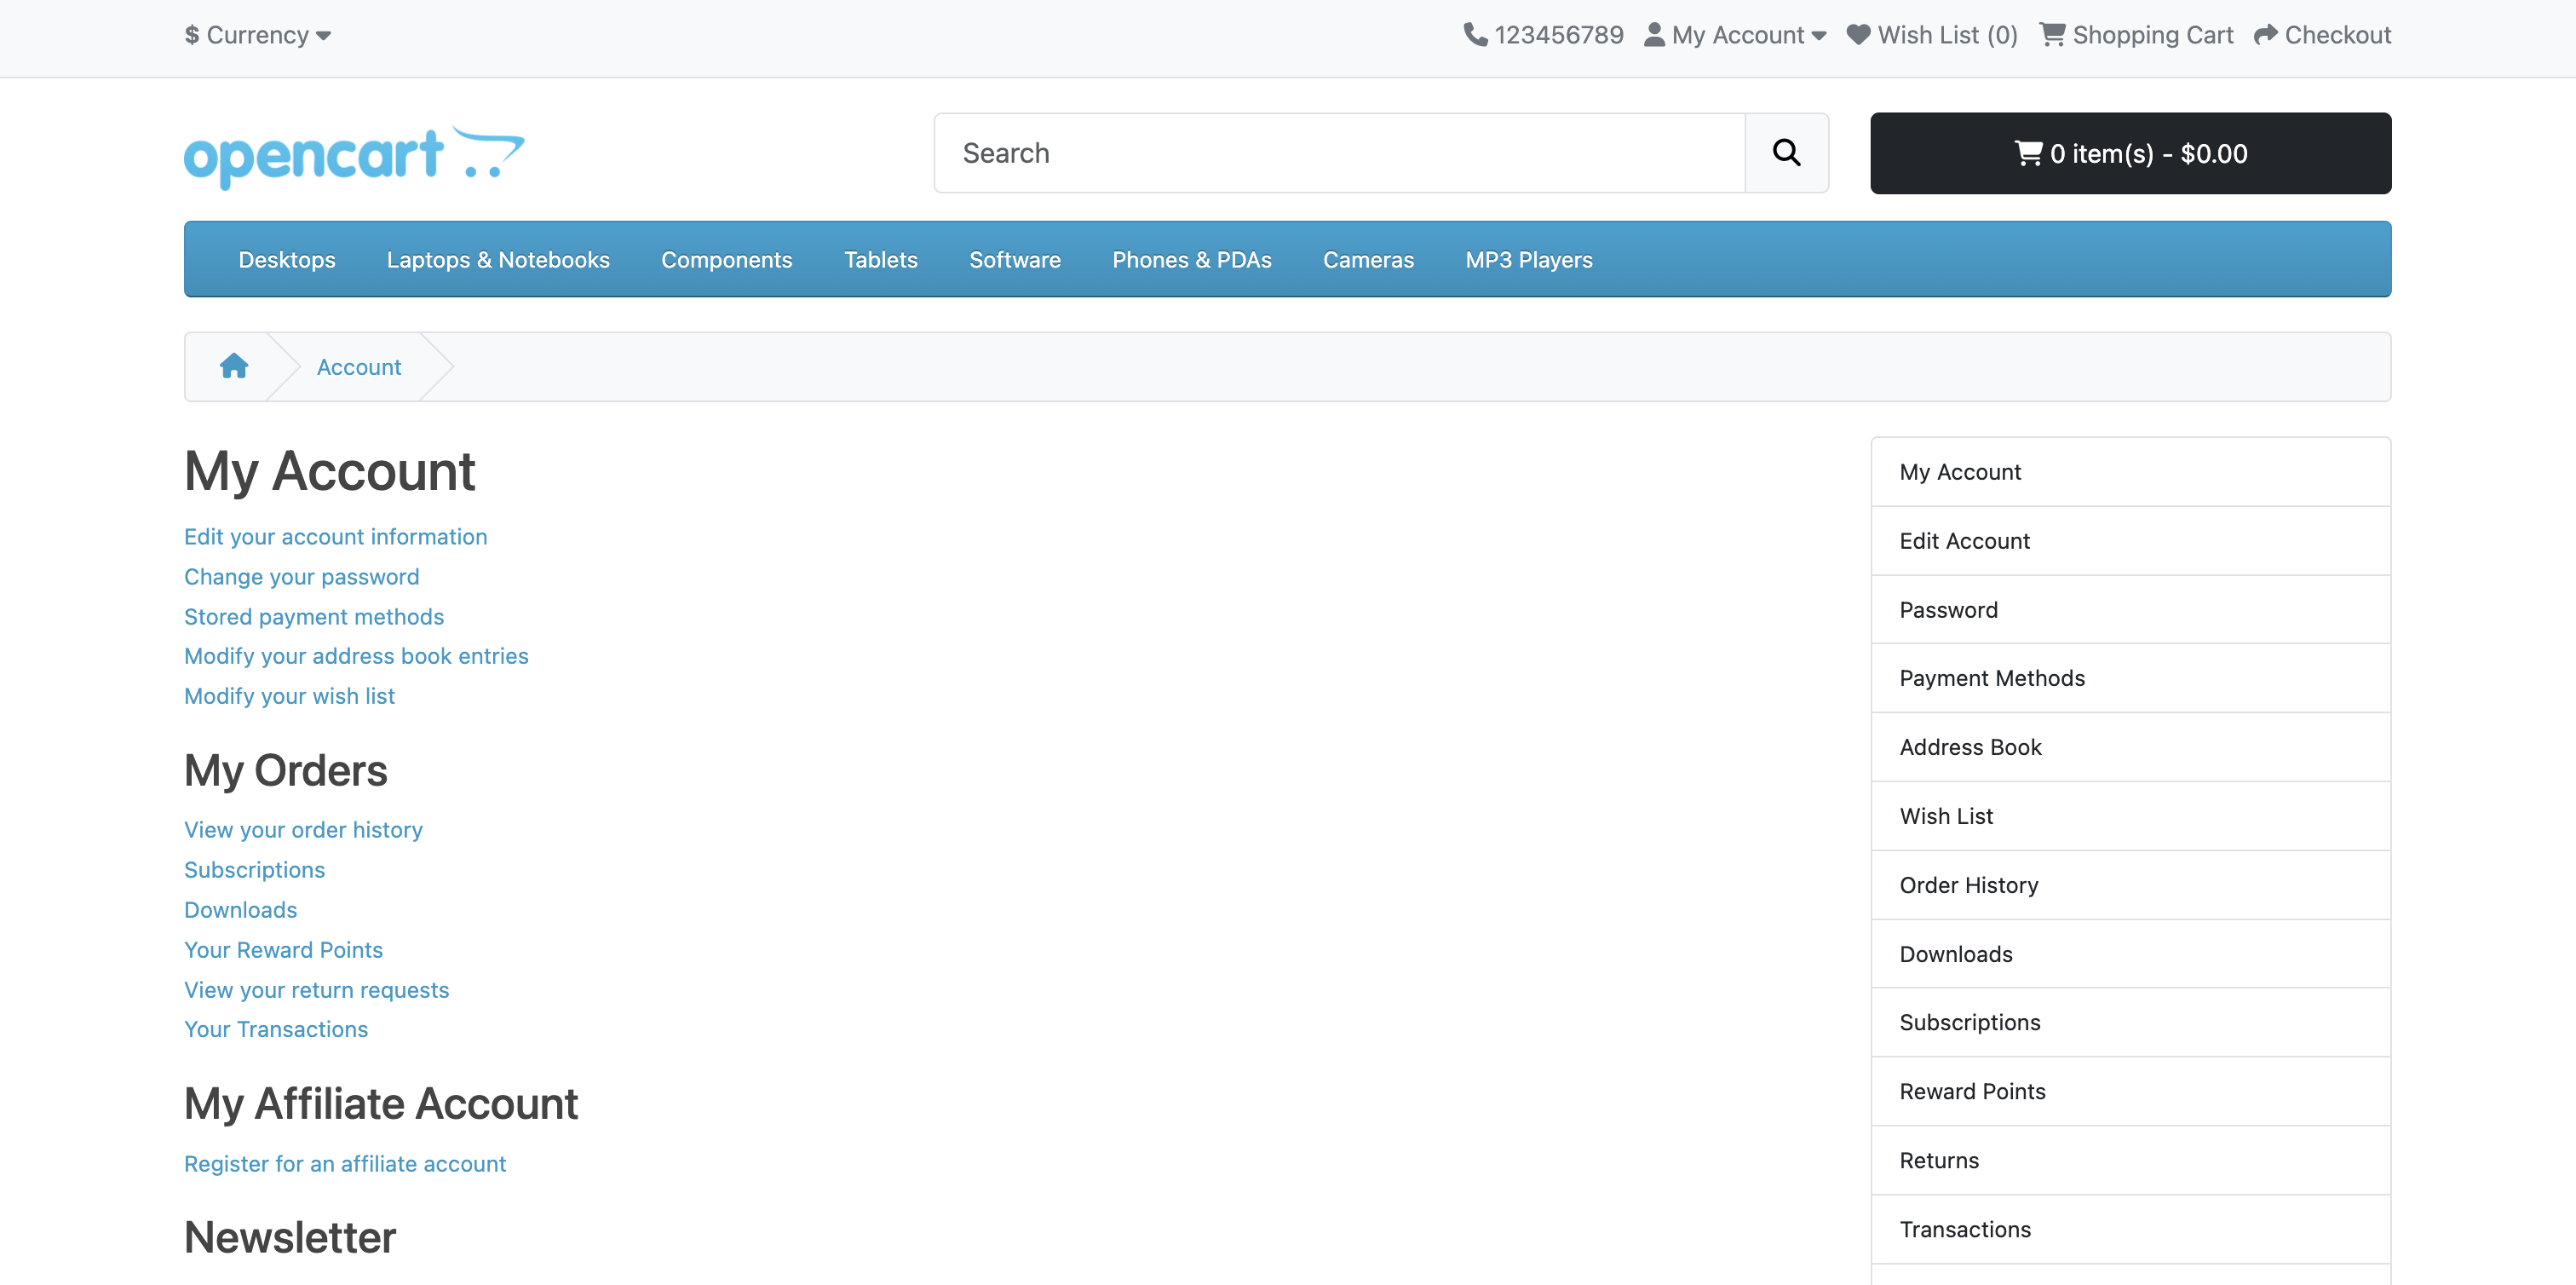 $ Currency
123456789 My Account Wish List (0) Shopping Cart Checkout
opencart
Search
0 item(s) - $0.00
Desktops Laptops & Notebooks Components Tablets Software Phones & PDAs Cameras MP3 Players
Account
My Account
Edit your account information
Change your password
Stored payment methods
Modify your address book entries
Modify your wish list
My Orders
View your order history
Subscriptions
Downloads
Your Reward Points
View your return requests
Your Transactions
My Affiliate Account
Register for an affiliate account
Newsletter
My Account
Edit Account
Password
Payment Methods
Address Book
Wish List
Order History
Downloads
Subscriptions
Reward Points
Returns
Transactions